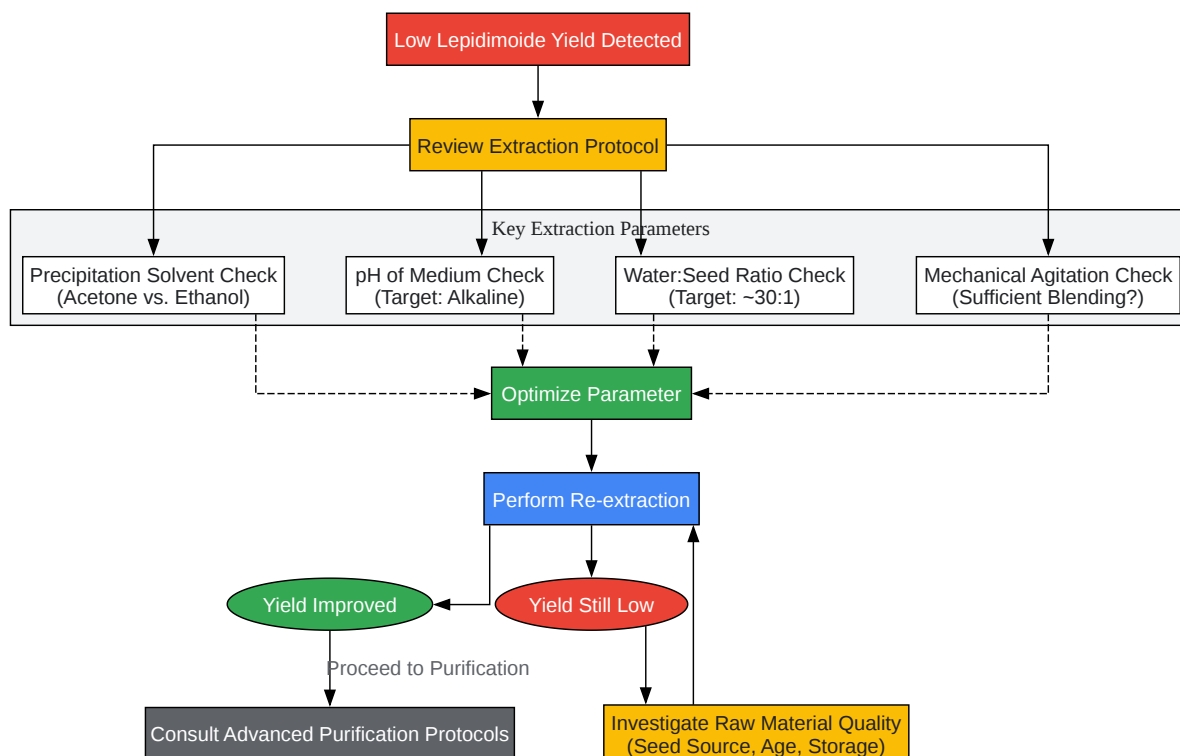 Low Lepidimoide Yield Detected
Review Extraction Protocol
Key Extraction Parameters
Precipitation Solvent Check
(Acetone vs. Ethanol)
pH of Medium Check
(Target: Alkaline)
Water:Seed Ratio Check
(Target: ~30:1)
Mechanical Agitation Check
(Sufficient Blending?)
Optimize Parameter
Perform Re-extraction
Yield Improved
Yield Still Low
Proceed to Purification
Consult Advanced Purification Protocols
Investigate Raw Material Quality
(Seed Source, Age, Storage)